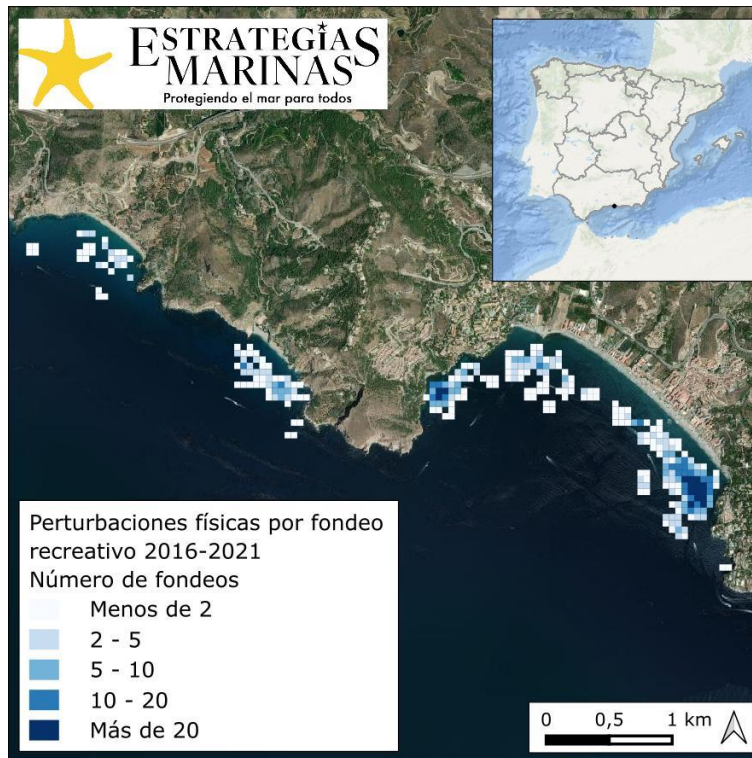 ESTRATEGIAS
MARINAS
Protegiendo el mar para todos
Perturbaciones físicas por fondeo
recreativo 2016-2021
Número de fondeos
Menos de 2
2 - 5
5 - 10
10 - 20
Más de 20
0 0,5 1 km